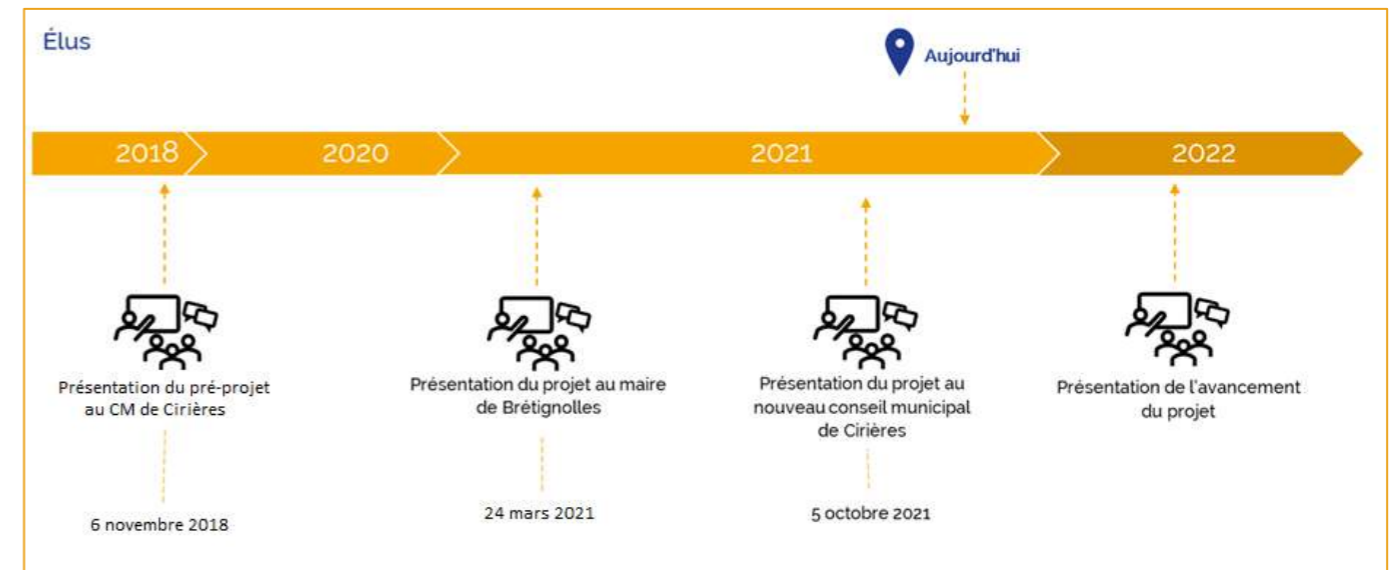 Élus
Aujourd'hui
2018
2020
2021
2022
Présentation du pré-projet
au CM de Cirières
6 novembre 2018
Présentation du projet au maire
de Brétignolles
24 mars 2021
Présentation du projet au
nouveau conseil municipal
de Cirières
5 octobre 2021
Présentation de l'avancement
du projet